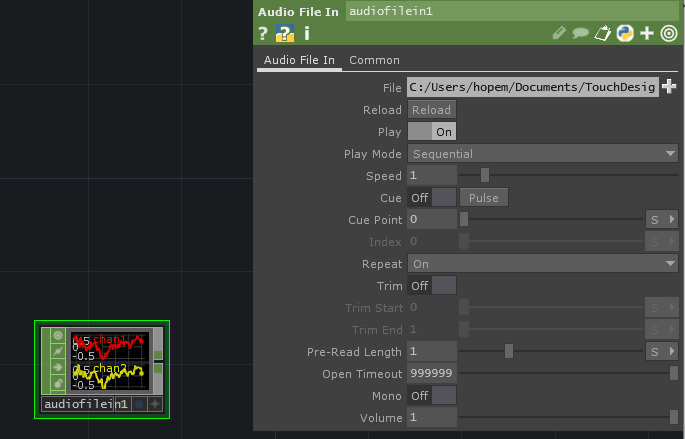 Audio File In audiofilein1
? ? i
Audio File In Common
File C:/Users/hopem/Documents/TouchDesig
Reload Reload
Play On
Play Mode Sequential
Speed 1
Cue Off Pulse
Cue Point 0 S
Index 0 S
Repeat On
Trim Off
Trim Start 0 S
Trim End 1 S
Pre-Read Length 1 S
Open Timeout 999999
Mono Off
Volume 1
0.5 chan1
0
-0.5
0.5 chan2
0
-0.5
audiofilein1